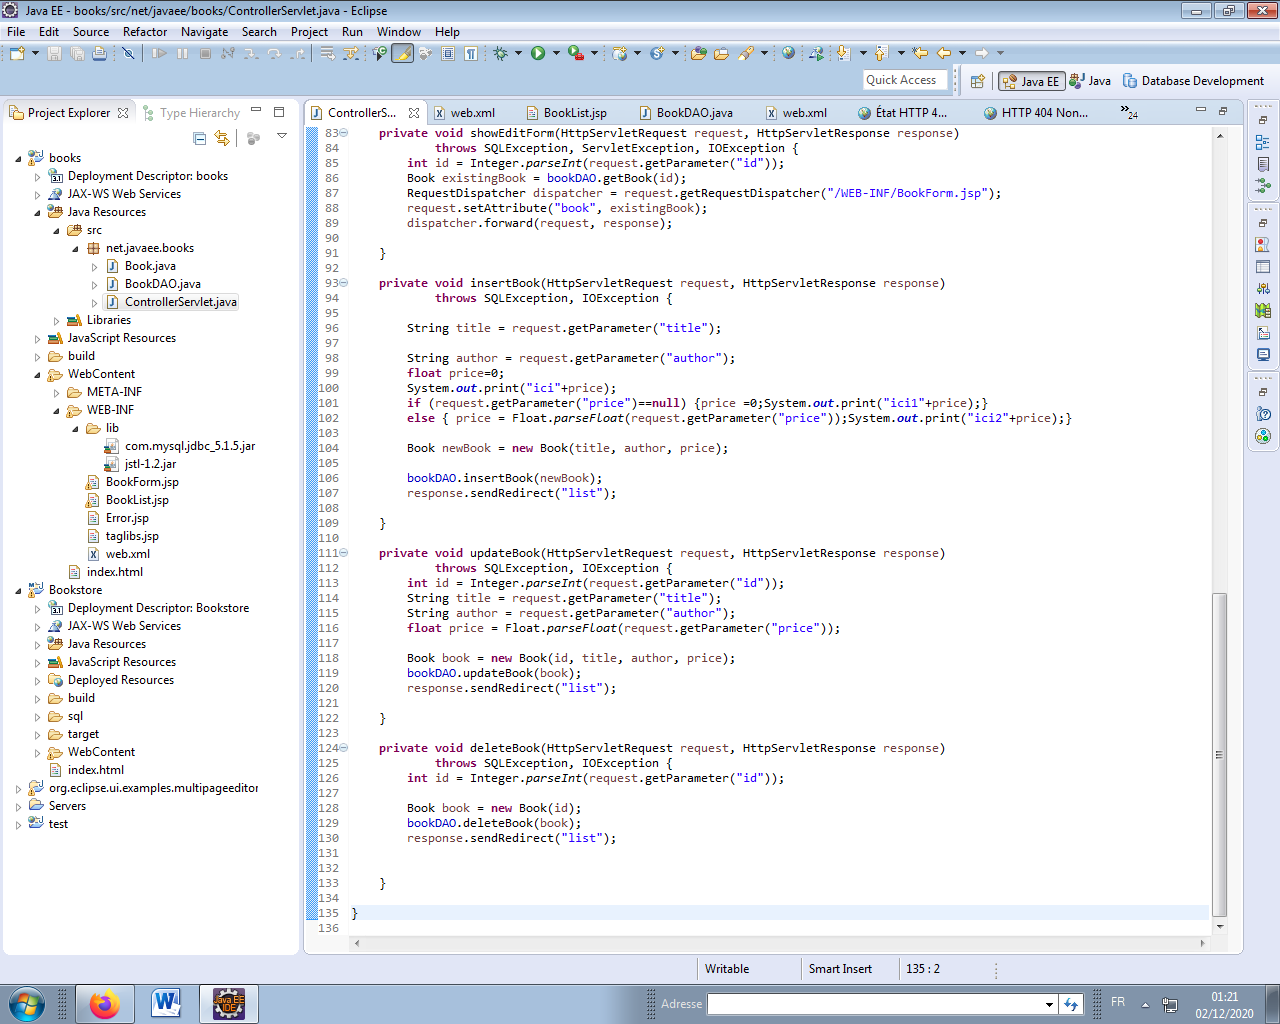 Java EE - books/src/net/javaee/books/ControllerServlet.java - Eclipse
File Edit Source Refactor Navigate Search Project Run Window Help
Quick Access
Java EE
Java
Database Development
Project Explorer
Type Hierarchy
ControllerS...
web.xml
BookList.jsp
BookDAO.java
web.xml
État HTTP 4...
HTTP 404 Non...
»24
books
Deployment Descriptor: books
JAX-WS Web Services
Java Resources
src
net.javaee.books
Book.java
BookDAO.java
ControllerServlet.java
Libraries
JavaScript Resources
build
WebContent
META-INF
WEB-INF
lib
com.mysql.jdbc_5.1.5.jar
jstl-1.2.jar
BookForm.jsp
BookList.jsp
Error.jsp
taglibs.jsp
web.xml
index.html
Bookstore
Deployment Descriptor: Bookstore
JAX-WS Web Services
Java Resources
JavaScript Resources
Deployed Resources
build
sql
target
WebContent
index.html
org.eclipse.ui.examples.multipageeditor
Servers
test
83 private void showEditForm(HttpServletRequest request, HttpServletResponse response)
84 throws SQLException, ServletException, IOException {
85 int id = Integer.parseInt(request.getParameter("id"));
86 Book existingBook = bookDAO.getBook(id);
87 RequestDispatcher dispatcher = request.getRequestDispatcher("/WEB-INF/BookForm.jsp");
88 request.setAttribute("book", existingBook);
89 dispatcher.forward(request, response);
90
91 }
92
93 private void insertBook(HttpServletRequest request, HttpServletResponse response)
94 throws SQLException, IOException {
95
96 String title = request.getParameter("title");
97
98 String author = request.getParameter("author");
99 float price=0;
100 System.out.print("ici"+price);
101 if (request.getParameter("price")==null) {price =0;System.out.print("ici1"+price);}
102 else { price = Float.parseFloat(request.getParameter("price"));System.out.print("ici2"+price);}
103
104 Book newBook = new Book(title, author, price);
105
106 bookDAO.insertBook(newBook);
107 response.sendRedirect("list");
108
109 }
110
111 private void updateBook(HttpServletRequest request, HttpServletResponse response)
112 throws SQLException, IOException {
113 int id = Integer.parseInt(request.getParameter("id"));
114 String title = request.getParameter("title");
115 String author = request.getParameter("author");
116 float price = Float.parseFloat(request.getParameter("price"));
117
118 Book book = new Book(id, title, author, price);
119 bookDAO.updateBook(book);
120 response.sendRedirect("list");
121
122 }
123
124 private void deleteBook(HttpServletRequest request, HttpServletResponse response)
125 throws SQLException, IOException {
126 int id = Integer.parseInt(request.getParameter("id"));
127
128 Book book = new Book(id);
129 bookDAO.deleteBook(book);
130 response.sendRedirect("list");
131
132
133 }
134
135 }
136
Writable
Smart Insert
135 : 2
Java EE IDE
Adresse
FR
01:21
02/12/2020